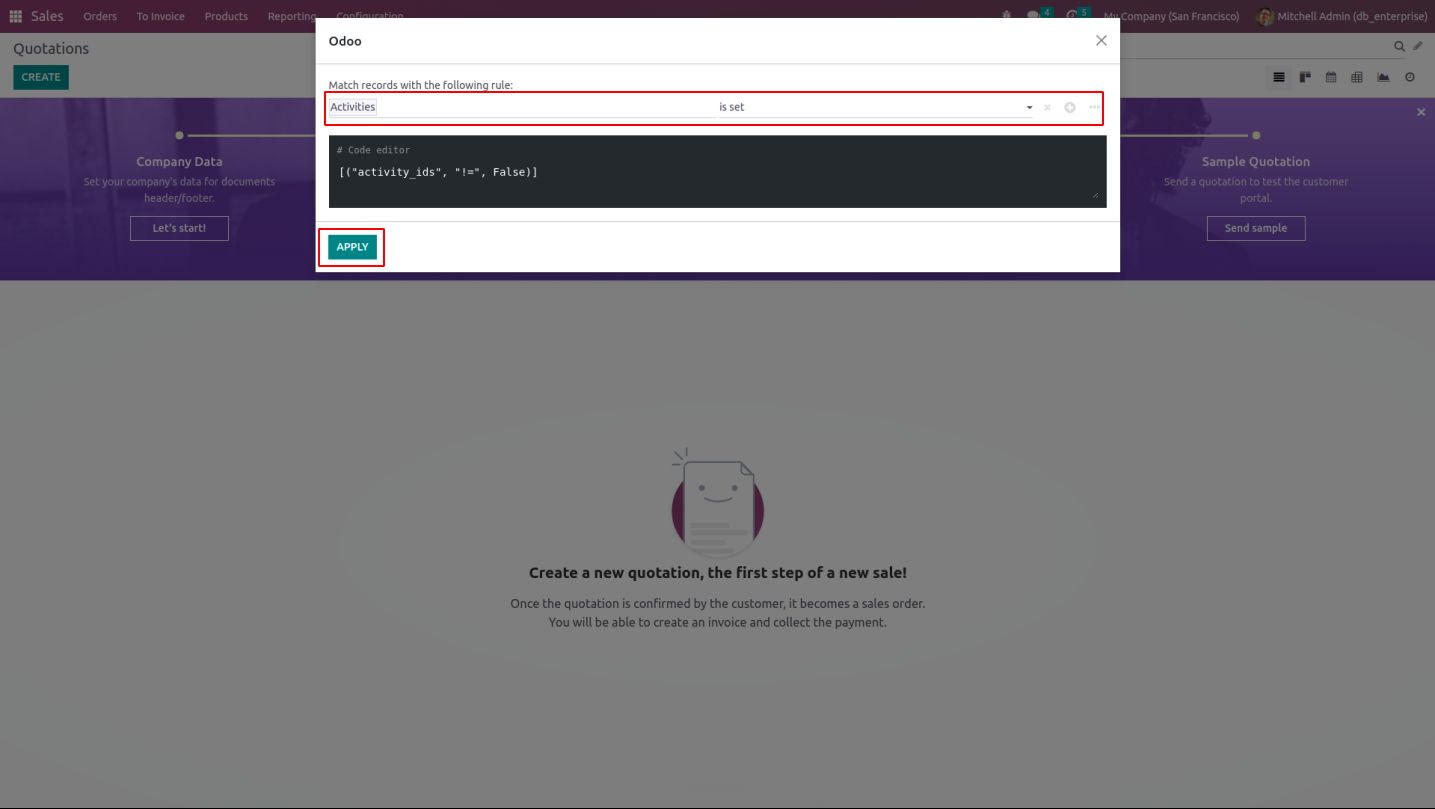 Sales Orders To Invoice Products Reporting Configuration 4 5 My Company (San Francisco) Mitchell Admin (db_enterprise)
Quotations
CREATE
Odoo
Match records with the following rule:
Activities is set
# Code editor
[("activity_ids", "!=", False)]
APPLY
Company Data
Set your company's data for documents
header/footer.
Let's start!
Sample Quotation
Send a quotation to test the customer
portal.
Send sample
Create a new quotation, the first step of a new sale!
Once the quotation is confirmed by the customer, it becomes a sales order.
You will be able to create an invoice and collect the payment.